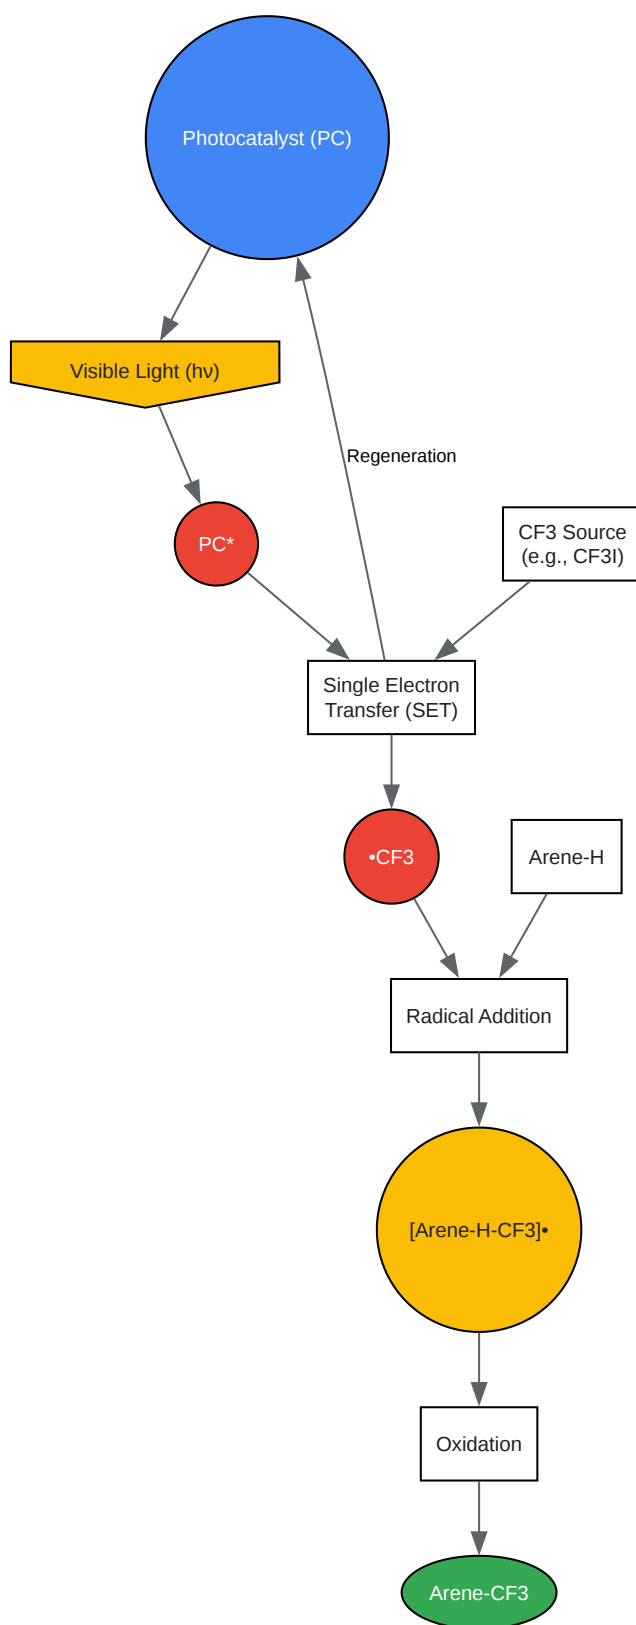 Photocatalyst (PC)
Visible Light (hν)
Regeneration
PC*
CF3 Source
(e.g., CF3I)
Single Electron
Transfer (SET)
•CF3
Arene-H
Radical Addition
[Arene-H-CF3]•
Oxidation
Arene-CF3